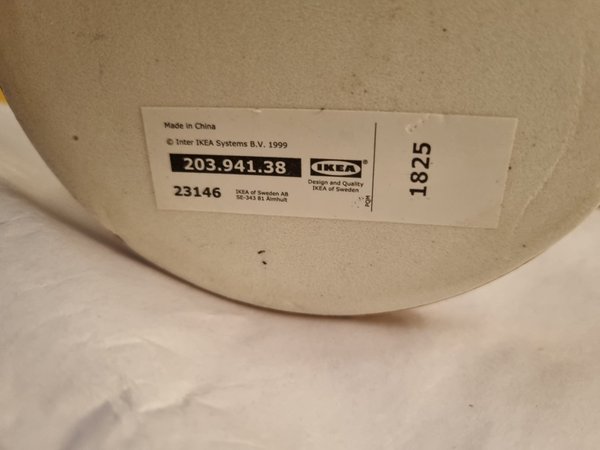 Made in China
© Inter IKEA Systems B.V. 1999
203.941.38
23146
IKEA of Sweden AB
SE-343 81 Älmhult
IKEA®
Design and Quality
IKEA of Sweden
PQM
1825